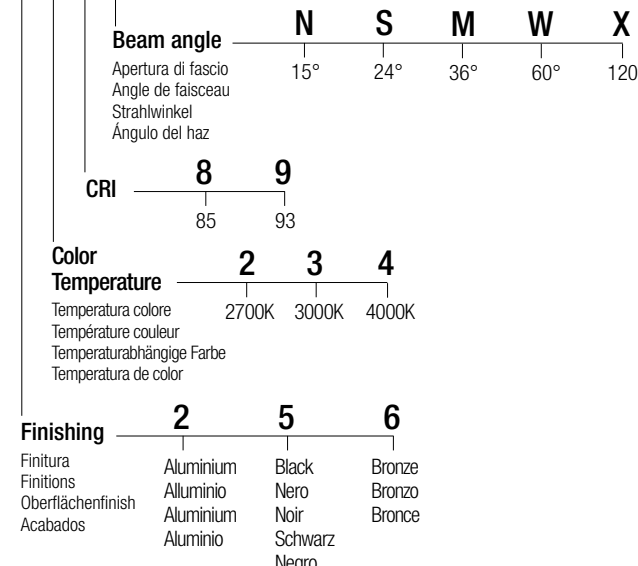 N S M W X
Beam angle
15° 24° 36° 60° 120
Apertura di fascio
Angle de faisceau
Strahlwinkel
Ángulo del haz
8 9
CRI
85 93
Color
Temperature
2 3 4
2700K 3000K 4000K
Temperatura colore
Température couleur
Temperaturabhängige Farbe
Temperatura de color
2 5 6
Finishing
Finitura
Finitions
Oberflächenfinish
Acabados
Aluminium Black Bronze
Alluminio Nero Bronzo
Aluminium Noir Bronce
Aluminio Schwarz
Negro